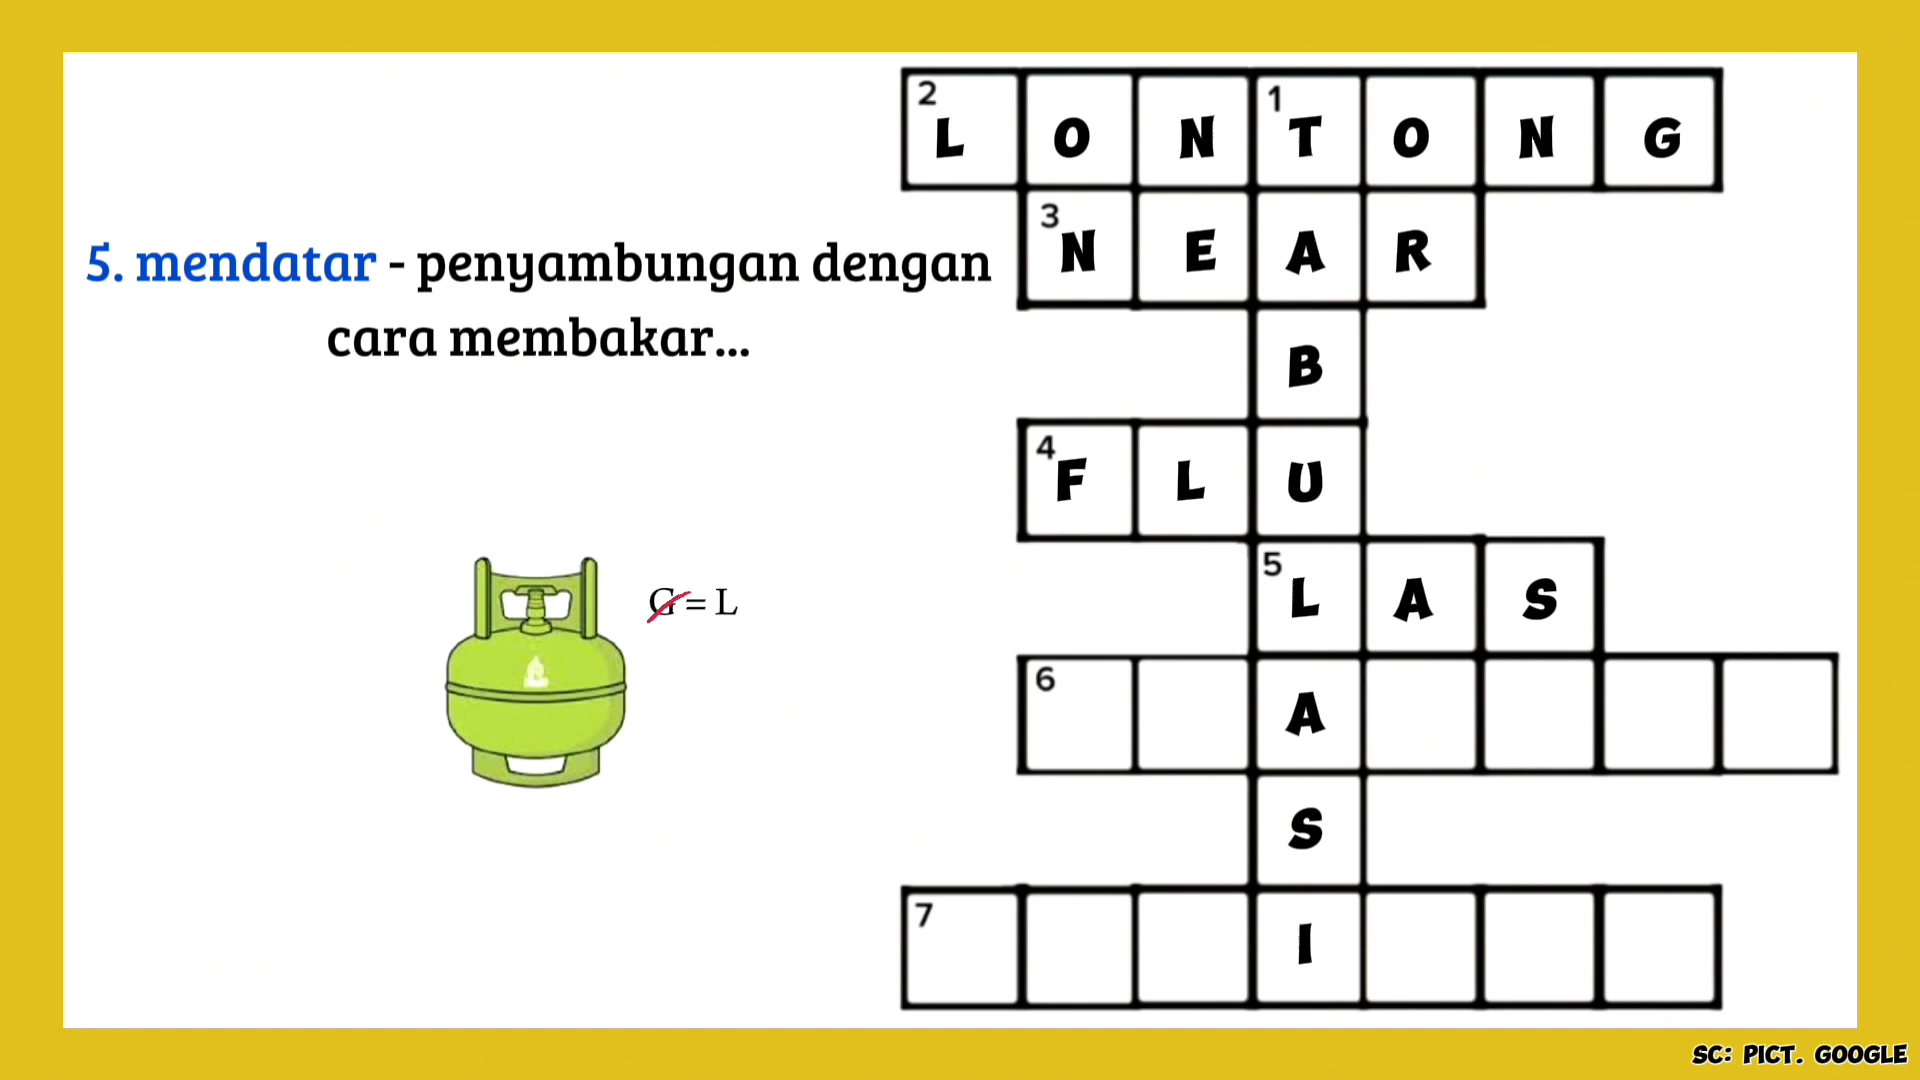 5. mendatar - penyambungan dengan
cara membakar...
G = L
2 L O N 1 T O N G
3 N E A R
B
4 F L U
5 L A S
6 A
S
7 I
SC: PICT. GOOGLE